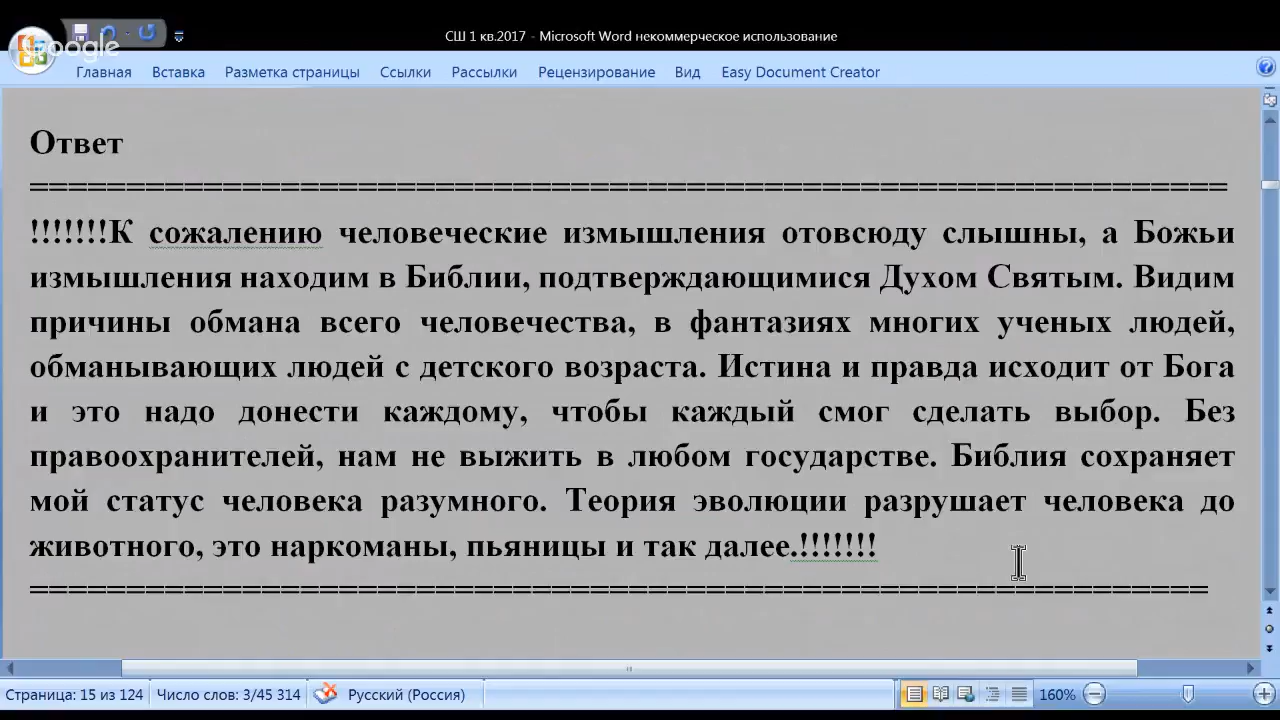 Google
СШ 1 кв.2017 - Microsoft Word некоммерческое использование
Главная Вставка Разметка страницы Ссылки Рассылки Рецензирование Вид Easy Document Creator
Ответ
==============================================================
!!!!!!!К сожалению человеческие измышления отовсюду слышны, а Божьи
измышления находим в Библии, подтверждающимися Духом Святым. Видим
причины обмана всего человечества, в фантазиях многих ученых людей,
обманывающих людей с детского возраста. Истина и правда исходит от Бога
и это надо донести каждому, чтобы каждый смог сделать выбор. Без
правоохранителей, нам не выжить в любом государстве. Библия сохраняет
мой статус человека разумного. Теория эволюции разрушает человека до
животного, это наркоманы, пьяницы и так далее.!!!!!!!
=============================================================
Страница: 15 из 124 Число слов: 3/45 314 Русский (Россия) 160%